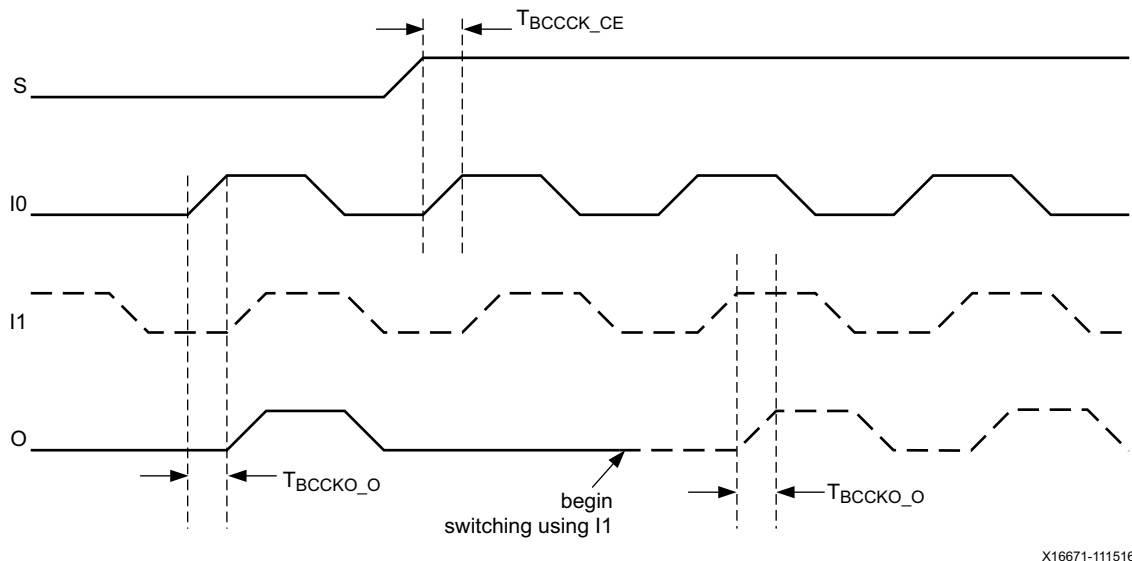 T_BCCCK_CE
S
I0
I1
O
T_BCCKO_O
begin
switching using I1
T_BCCKO_O
X16671-111516